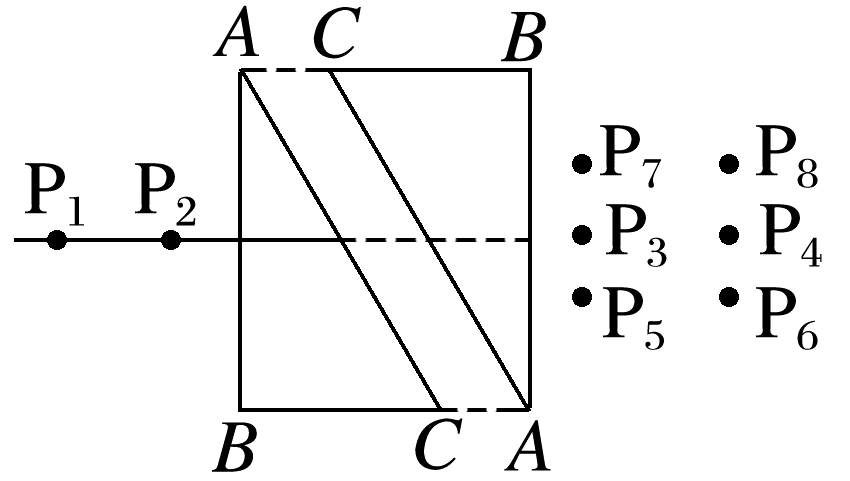 A C B
P₇ P₈
P₁ P₂
P₃ P₄
P₅ P₆
B C A